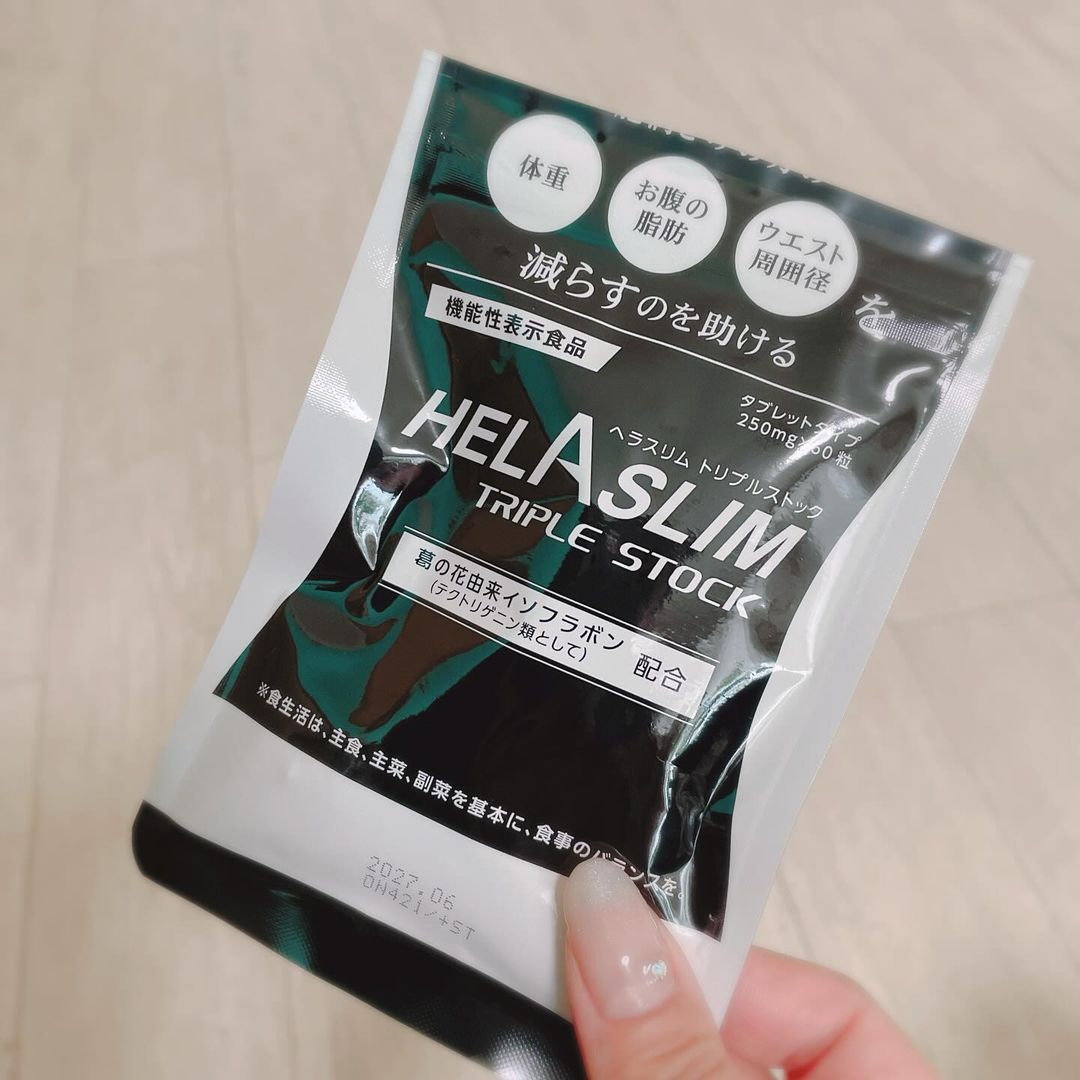 体重
お腹の
脂肪
ウエスト
周囲径
を
減らすのを助ける
機能性表示食品
タブレットタイプ
250mg×60粒
HELASLIM
ヘラスリム トリプルストック
TRIPLE STOCK
葛の花由来イソフラボン
(テクトリゲニン類として)
配合
※食生活は、主食、主菜、副菜を基本に、食事のバランスを。
2027.06